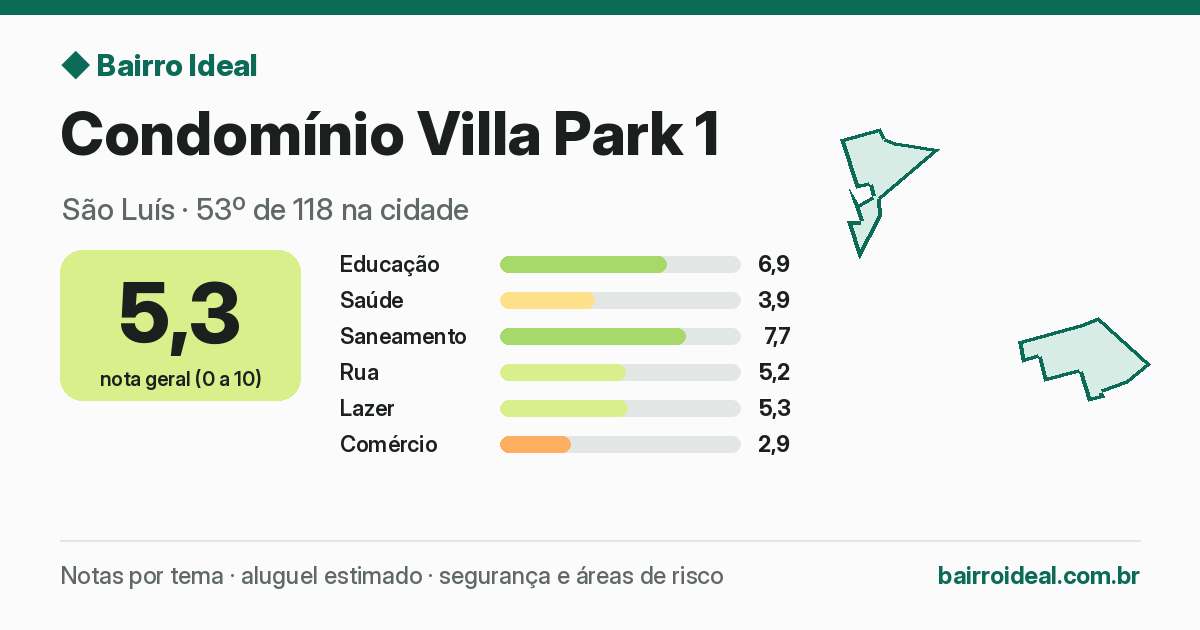 Bairro Ideal
Condomínio Villa Park 1
São Luís · 53º de 118 na cidade
5,3
nota geral (0 a 10)
Educação 6,9
Saúde 3,9
Saneamento 7,7
Rua 5,2
Lazer 5,3
Comércio 2,9
Notas por tema · aluguel estimado · segurança e áreas de risco
bairroideal.com.br